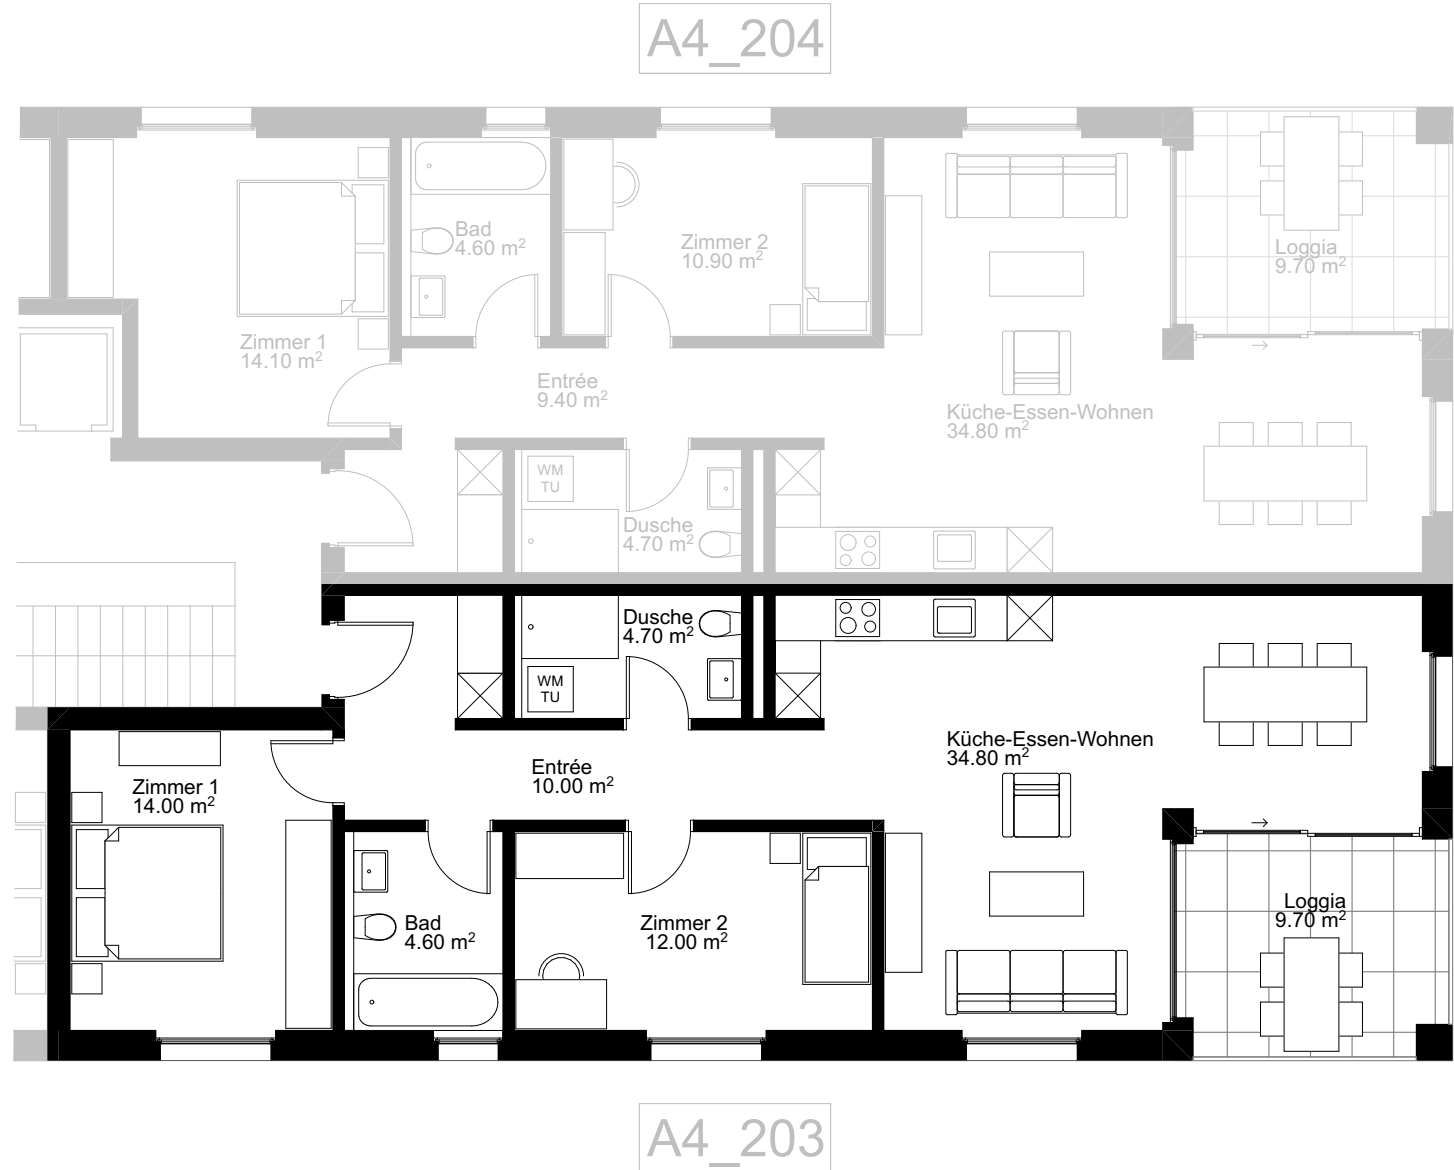 A4_204
Bad
4.60 m²
Zimmer 2
10.90 m²
Loggia
9.70 m²
Zimmer 1
14.10 m²
Entrée
9.40 m²
Küche-Essen-Wohnen
34.80 m²
WM
TU
Dusche
4.70 m²
Dusche
4.70 m²
WM
TU
Küche-Essen-Wohnen
34.80 m²
Entrée
10.00 m²
Zimmer 1
14.00 m²
Loggia
9.70 m²
Bad
4.60 m²
Zimmer 2
12.00 m²
A4_203